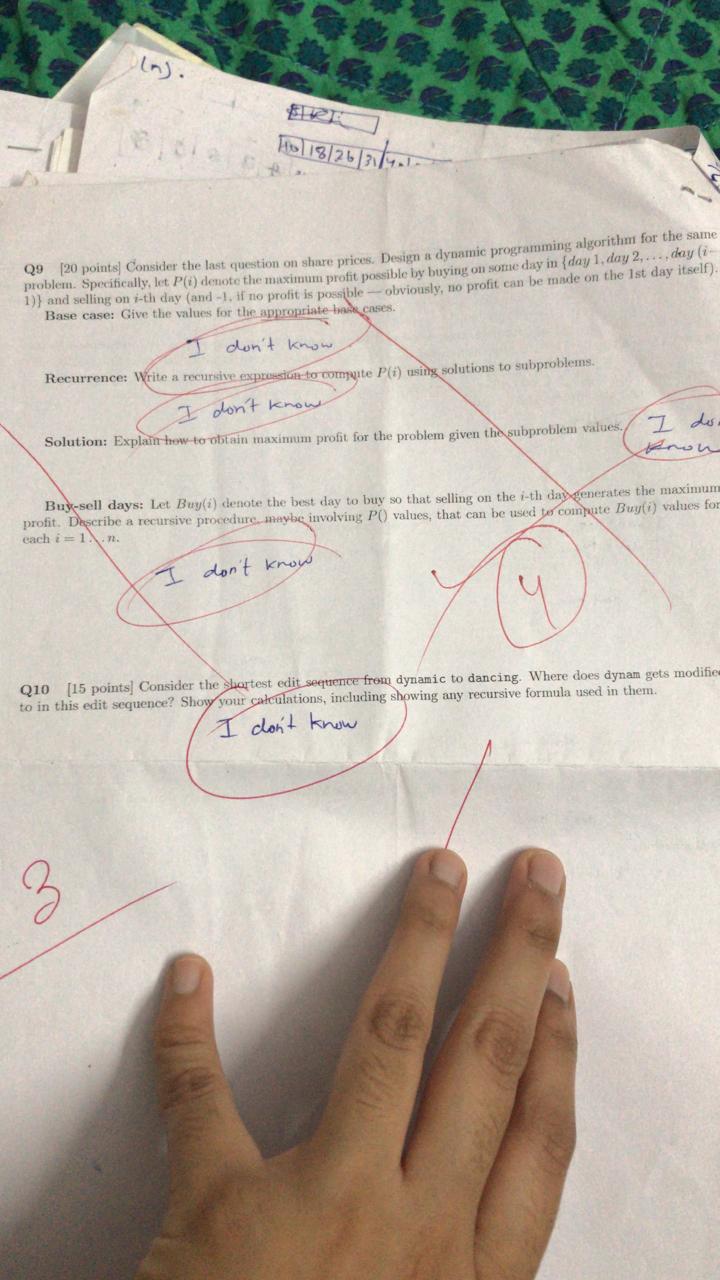 (n).
10 18 26 31
Q9 [20 points] Consider the last question on share prices. Design a dynamic programming algorithm for the same
problem. Specifically, let P(i) denote the maximum profit possible by buying on some day in {day 1, day 2, . . . , day (i−
1)} and selling on i-th day (and -1, if no profit is possible — obviously, no profit can be made on the 1st day itself).
Base case: Give the values for the appropriate base cases.
I don't know
Recurrence: Write a recursive expression to compute P(i) using solutions to subproblems.
I don't know
Solution: Explain how to obtain maximum profit for the problem given the subproblem values.
I do
know
Buy-sell days: Let Buy(i) denote the best day to buy so that selling on the i-th day generates the maximum
profit. Describe a recursive procedure, maybe involving P() values, that can be used to compute Buy(i) values for
each i = 1 . . . n.
I don't know
4
Q10 [15 points] Consider the shortest edit sequence from dynamic to dancing. Where does dynam gets modifie
to in this edit sequence? Show your calculations, including showing any recursive formula used in them.
I don't know
3